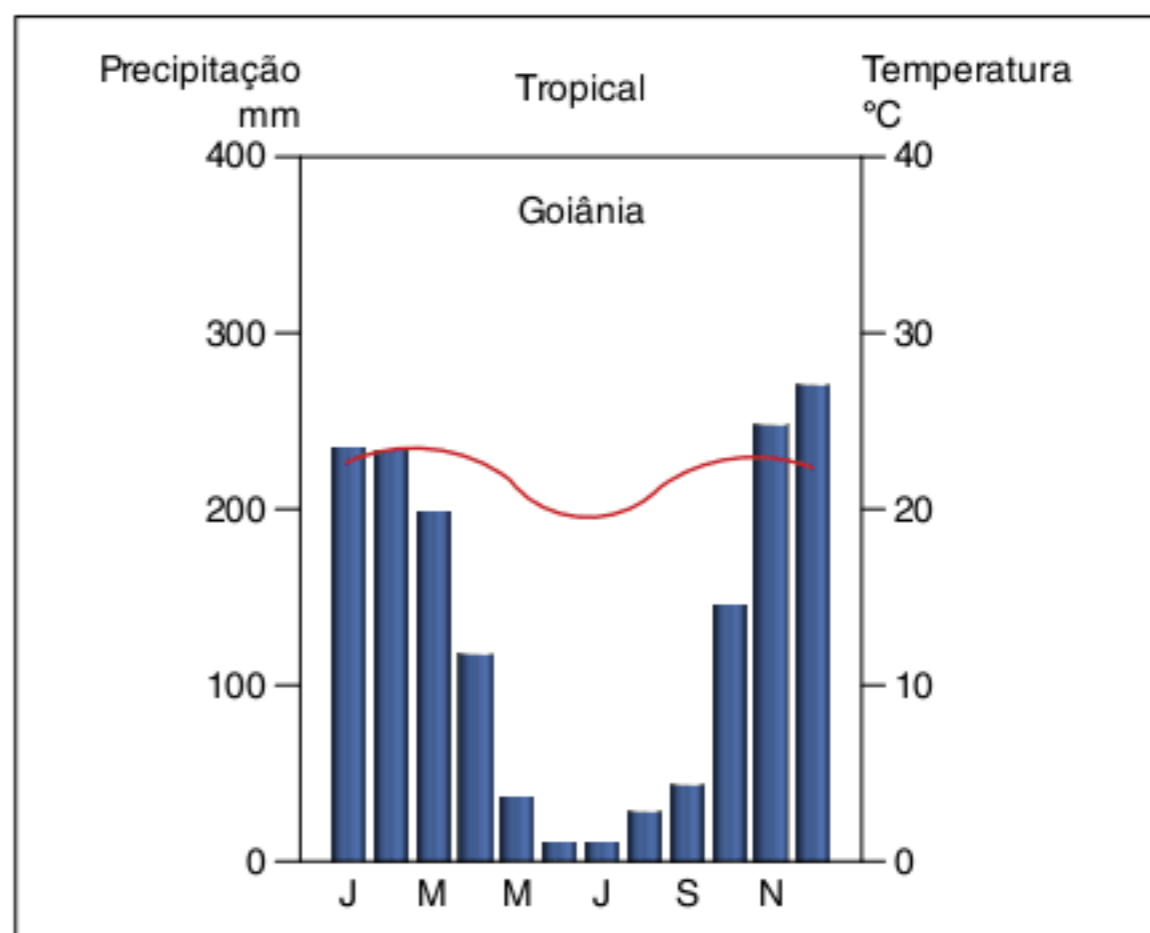 Precipitação
mm
Tropical
Temperatura
°C
400
40
Goiânia
300
30
200
20
100
10
0
0
J M M J S N